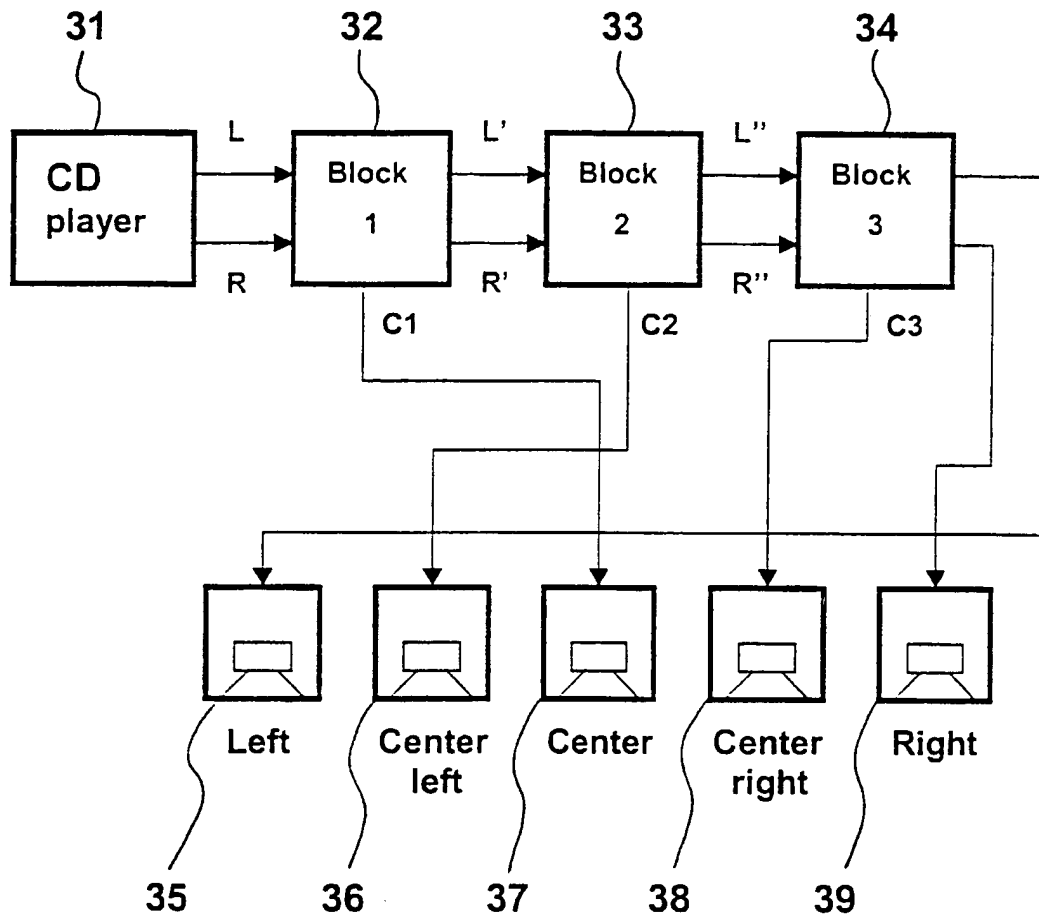 31
32
33
34
L
L'
L''
CD
player
Block
1
Block
2
Block
3
R
R'
R''
C1
C2
C3
Left
Center
left
Center
Center
right
Right
35
36
37
38
39